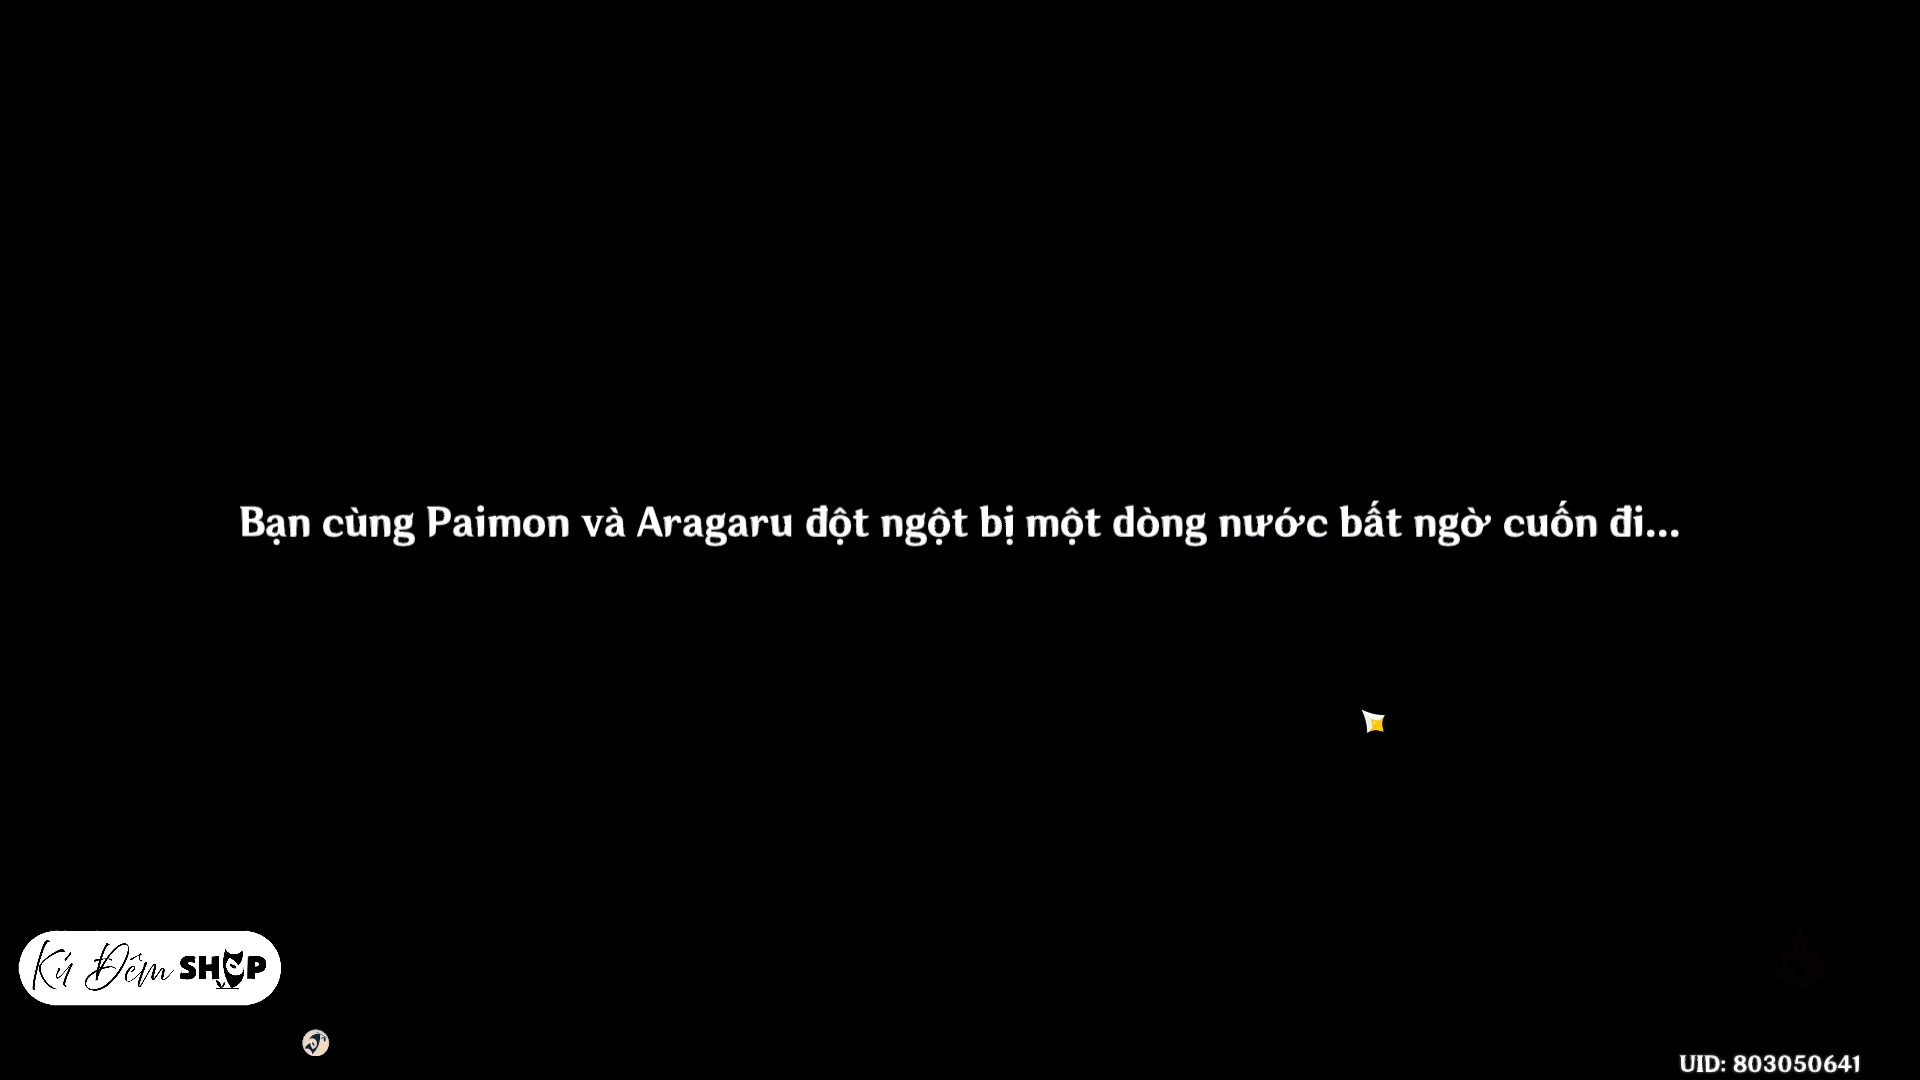 Bạn cùng Paimon và Aragaru đột ngột bị một dòng nước bất ngờ cuốn đi...
Kú Đêm SHOP
UID: 803050641